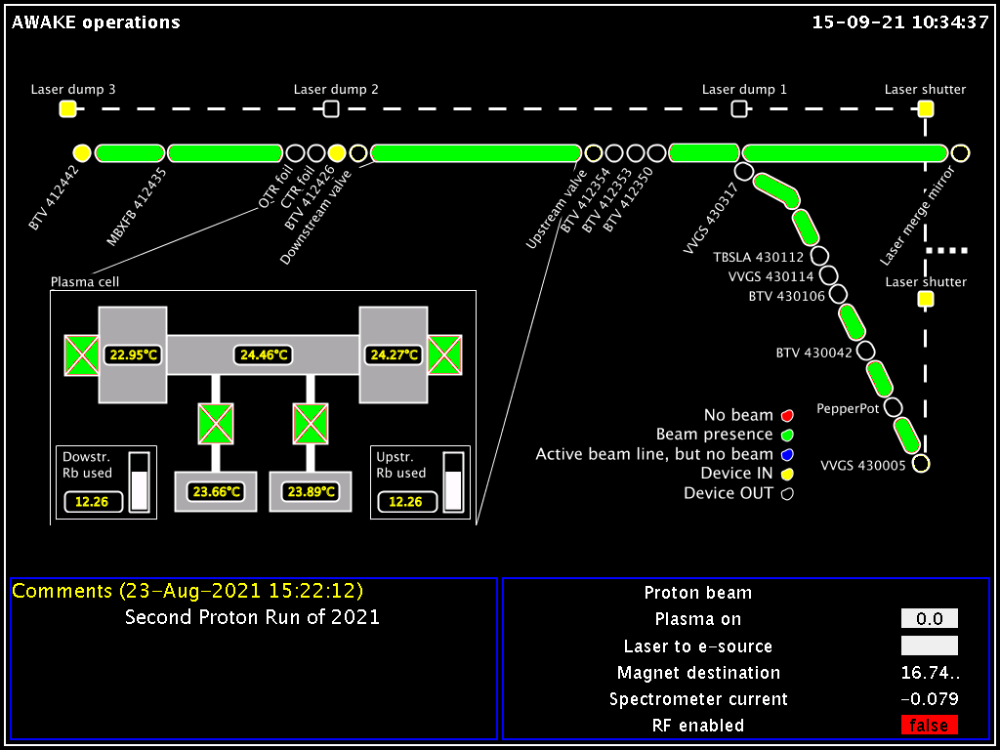 AWAKE operations
15-09-21 10:34:37
Laser dump 3
Laser dump 2
Laser dump 1
Laser shutter
BTV 412442
MBXFB 412435
OTR foil
CTR foil
BTV 412426
Downstream valve
Upstream valve
BTV 412354
BTV 412353
BTV 412350
VVGS 430317
Laser merge mirror
TBSLA 430112
VVGS 430114
BTV 430106
Laser shutter
BTV 430042
PepperPot
VVGS 430005
Plasma cell
22.95°C
24.46°C
24.27°C
Dowstr.
Rb used
12.26
23.66°C
23.89°C
Upstr.
Rb used
12.26
No beam
Beam presence
Active beam line, but no beam
Device IN
Device OUT
Comments (23-Aug-2021 15:22:12)
Second Proton Run of 2021
Proton beam
Plasma on 0.0
Laser to e-source
Magnet destination 16.74..
Spectrometer current -0.079
RF enabled false